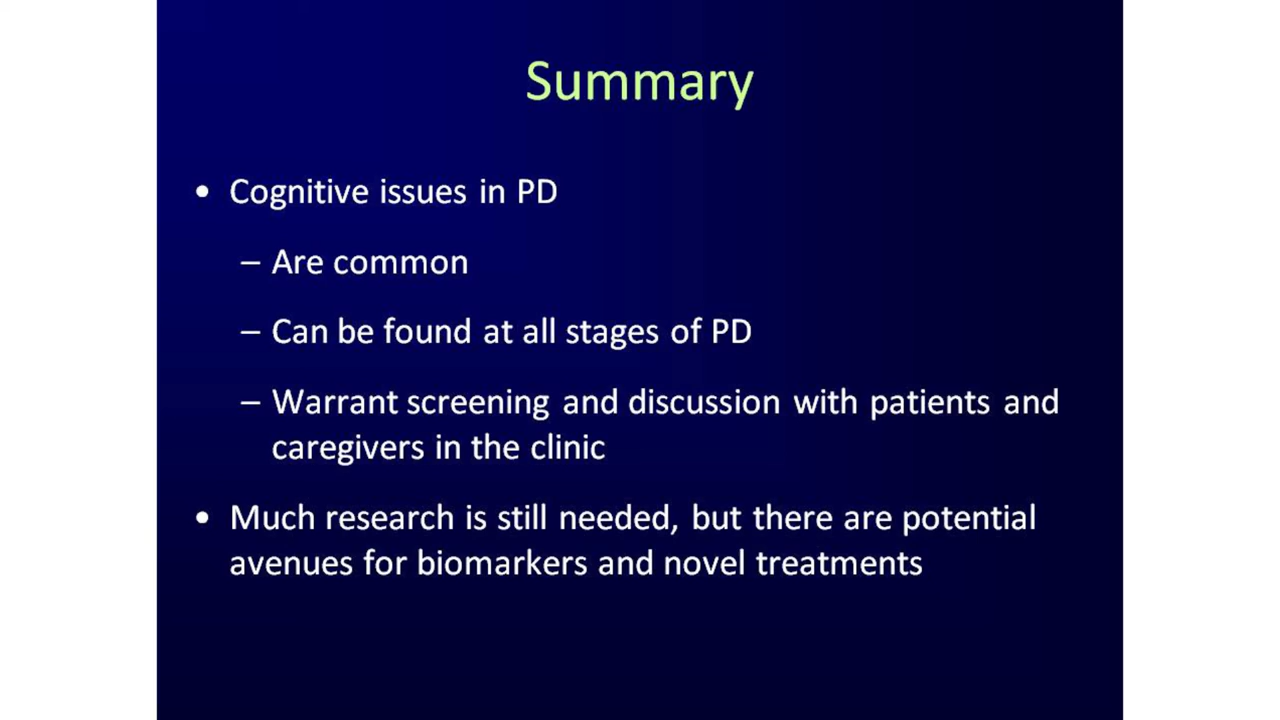 Summary
• Cognitive issues in PD
– Are common
– Can be found at all stages of PD
– Warrant screening and discussion with patients and
caregivers in the clinic
• Much research is still needed, but there are potential
avenues for biomarkers and novel treatments